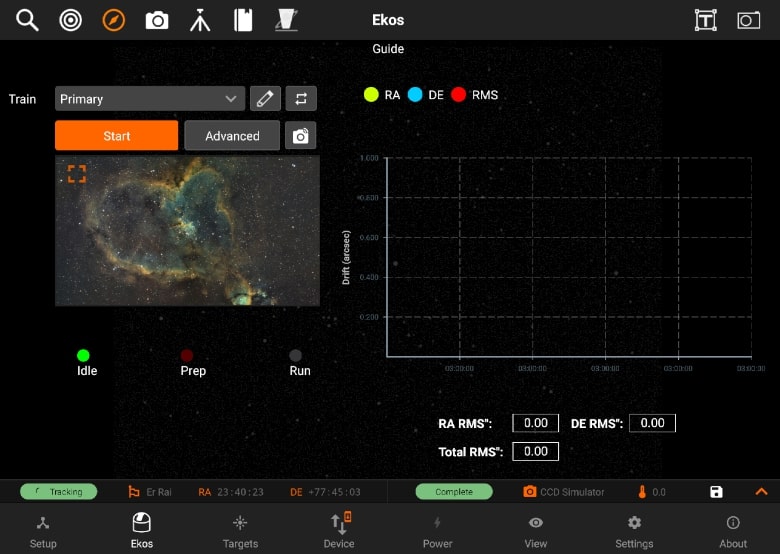 Ekos
T
Guide
Train Primary
RA DE RMS
Start Advanced
1.600
0.800
0.600
Drift (arcsec)
0.400
0.200
03:20:00 03:00:00 03:00:00 03:20:00 03:00:00
Idle Prep Run
RA RMS": 0.00 DE RMS": 0.00
Total RMS": 0.00
Tracking Er Rai RA 23:40:23 DE +77:45:03 Complete CCD Simulator 0.0
Setup Ekos Targets Device Power View Settings About